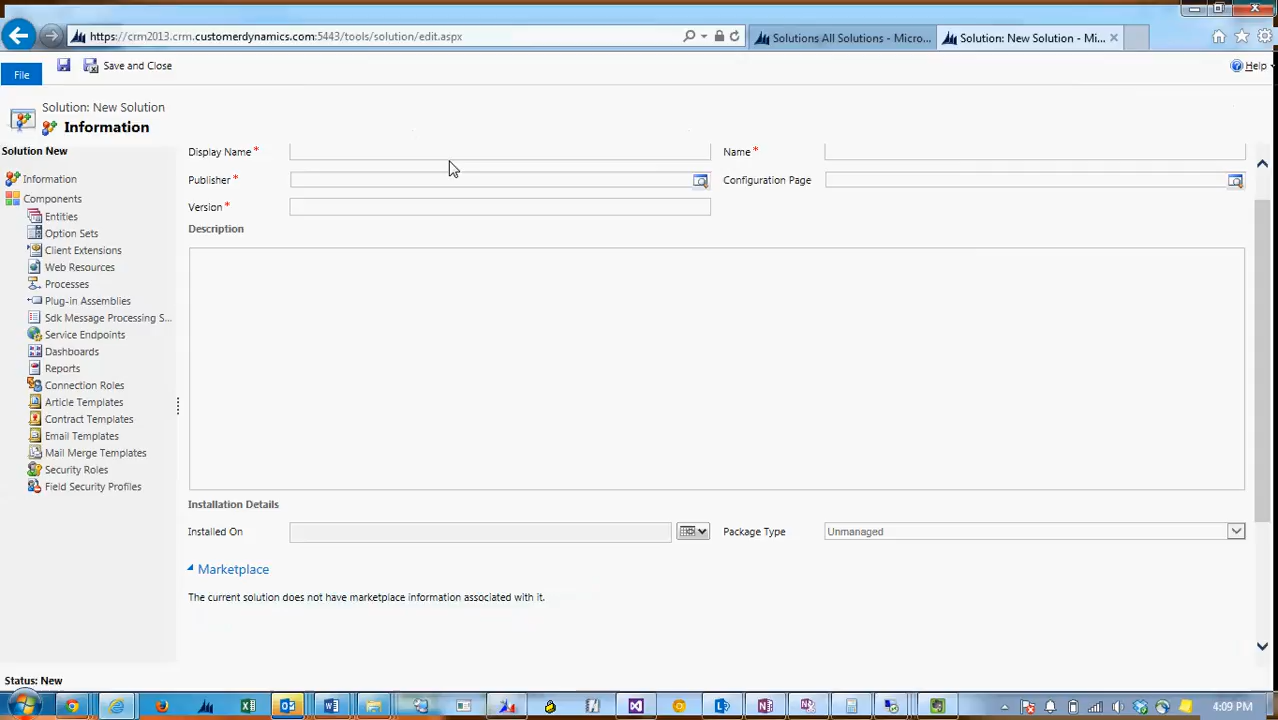 https://crm2013.crm.customerdynamics.com:5443/tools/solution/edit.aspx
Solutions All Solutions - Micro...
Solution: New Solution - Mi...
File
Save and Close
Help
Solution: New Solution
Information
Solution New
Information
Components
Entities
Option Sets
Client Extensions
Web Resources
Processes
Plug-in Assemblies
Sdk Message Processing S...
Service Endpoints
Dashboards
Reports
Connection Roles
Article Templates
Contract Templates
Email Templates
Mail Merge Templates
Security Roles
Field Security Profiles
Display Name *
Name *
Publisher *
Configuration Page
Version *
Description
Installation Details
Installed On
Package Type
Unmanaged
Marketplace
The current solution does not have marketplace information associated with it.
Status: New
4:09 PM